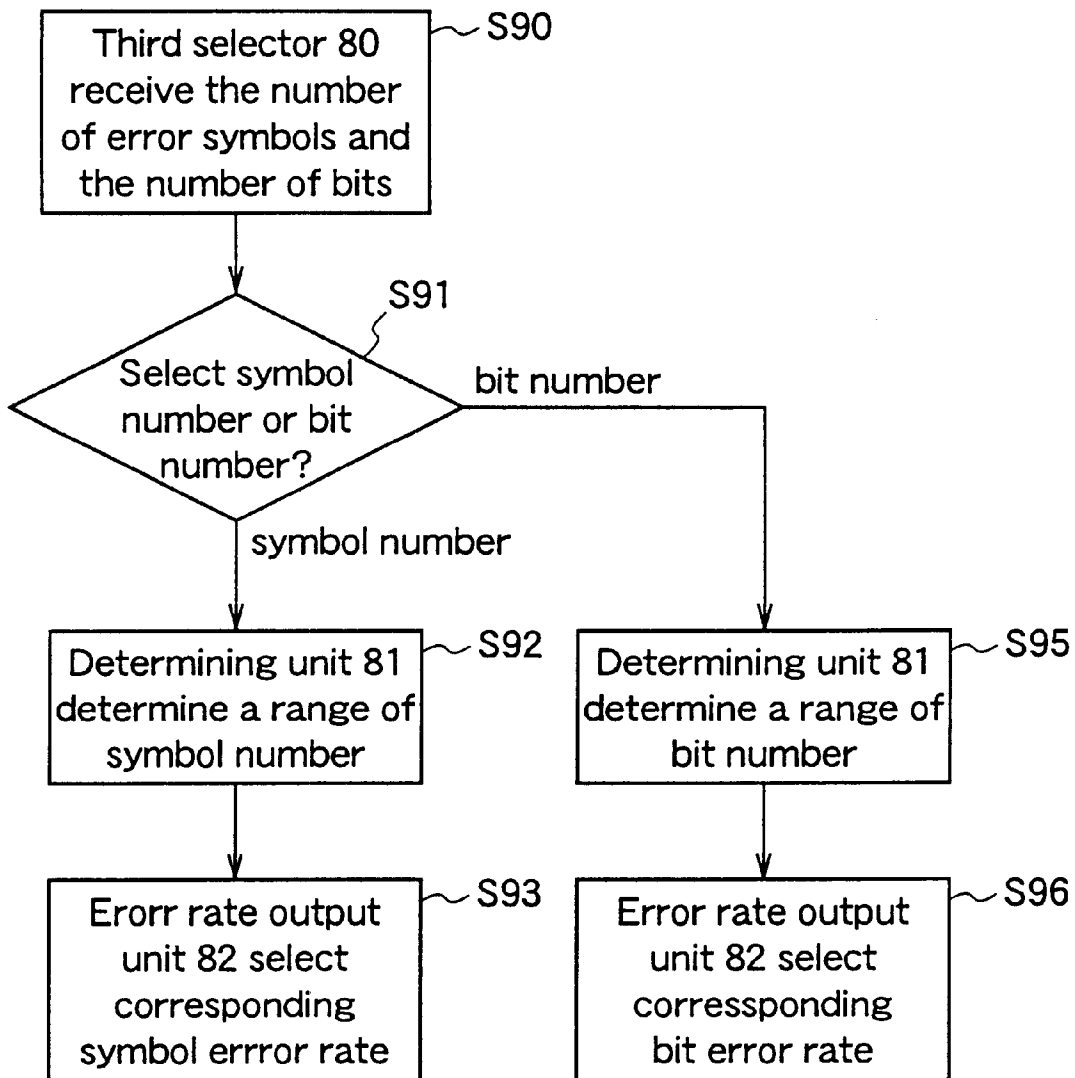 Third selector 80
receive the number
of error symbols and
the number of bits
S90
S91
Select symbol
number or bit
number?
bit number
symbol number
Determining unit 81
determine a range of
symbol number
S92
Determining unit 81
determine a range of
bit number
S95
Erorr rate output
unit 82 select
corresponding
symbol errror rate
S93
Error rate output
unit 82 select
corressponding
bit error rate
S96